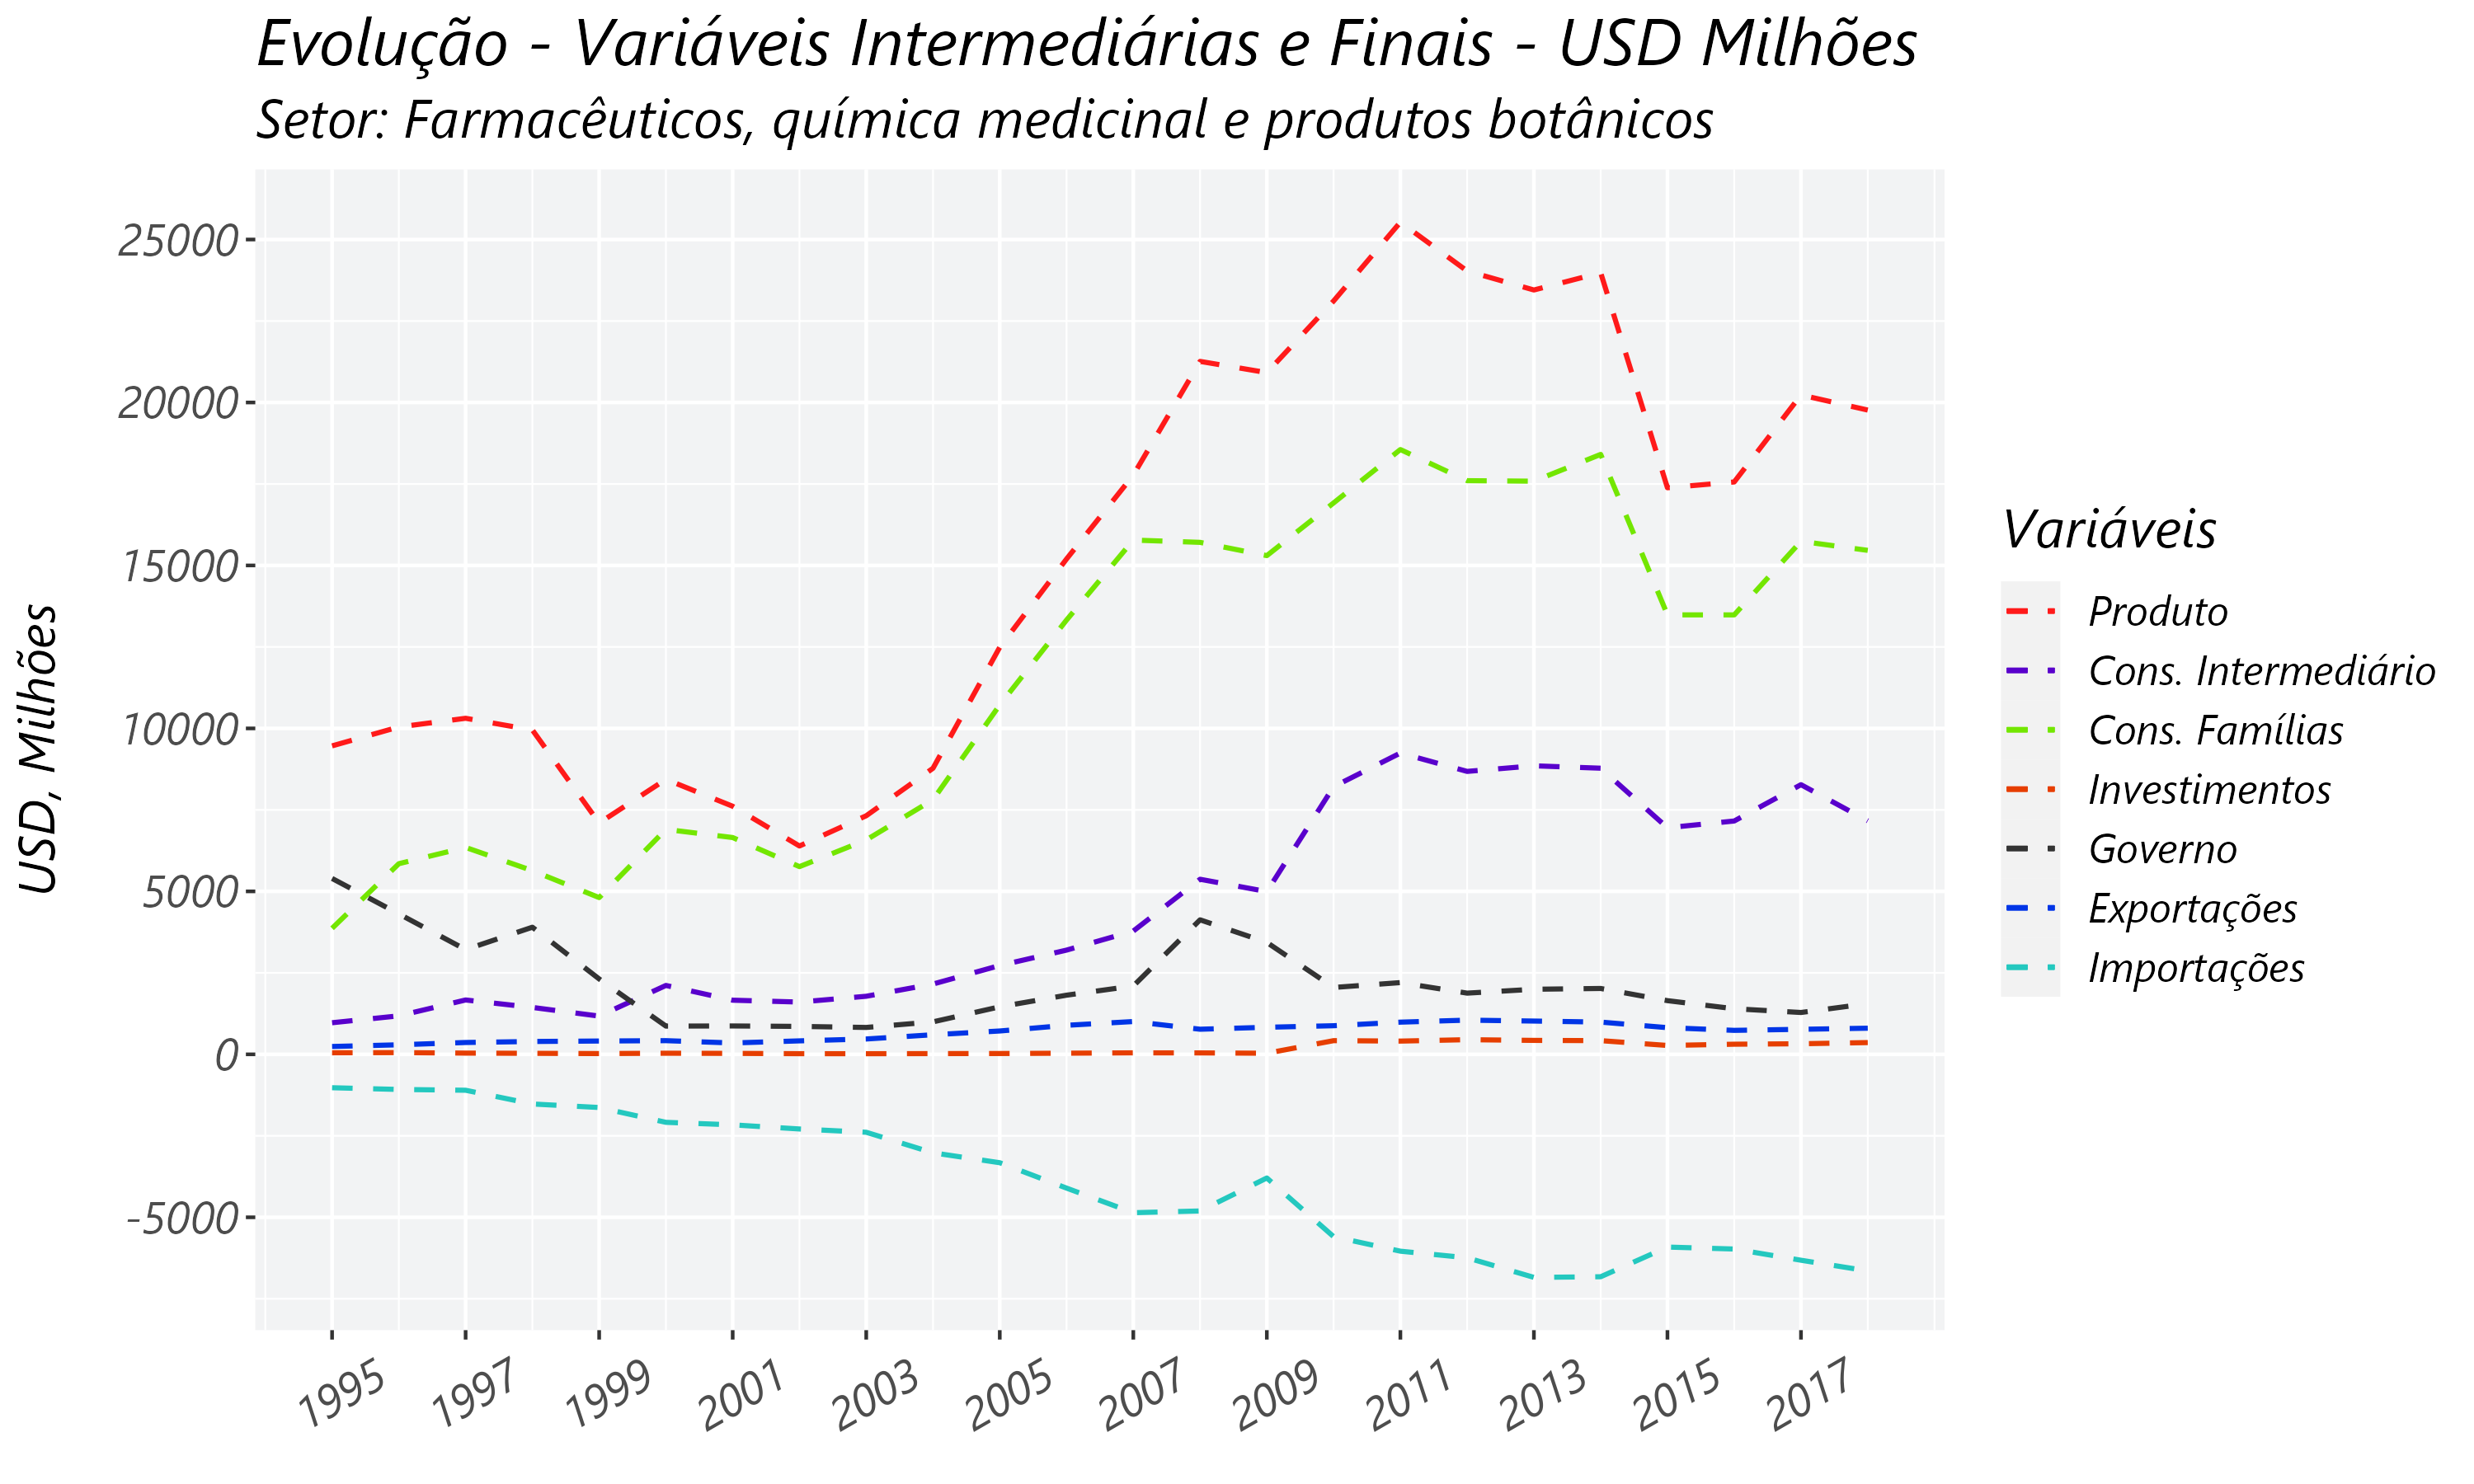 Evolução - Variáveis Intermediárias e Finais - USD Milhões
Setor: Farmacêuticos, química medicinal e produtos botânicos
USD, Milhões
25000
20000
15000
10000
5000
0
-5000
1995
1997
1999
2001
2003
2005
2007
2009
2011
2013
2015
2017
Variáveis
Produto
Cons. Intermediário
Cons. Famílias
Investimentos
Governo
Exportações
Importações